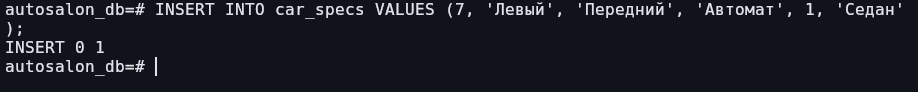 autosalon_db=# INSERT INTO car_specs VALUES (7, 'Левый', 'Передний', 'Автомат', 1, 'Седан'
);
INSERT 0 1
autosalon_db=#